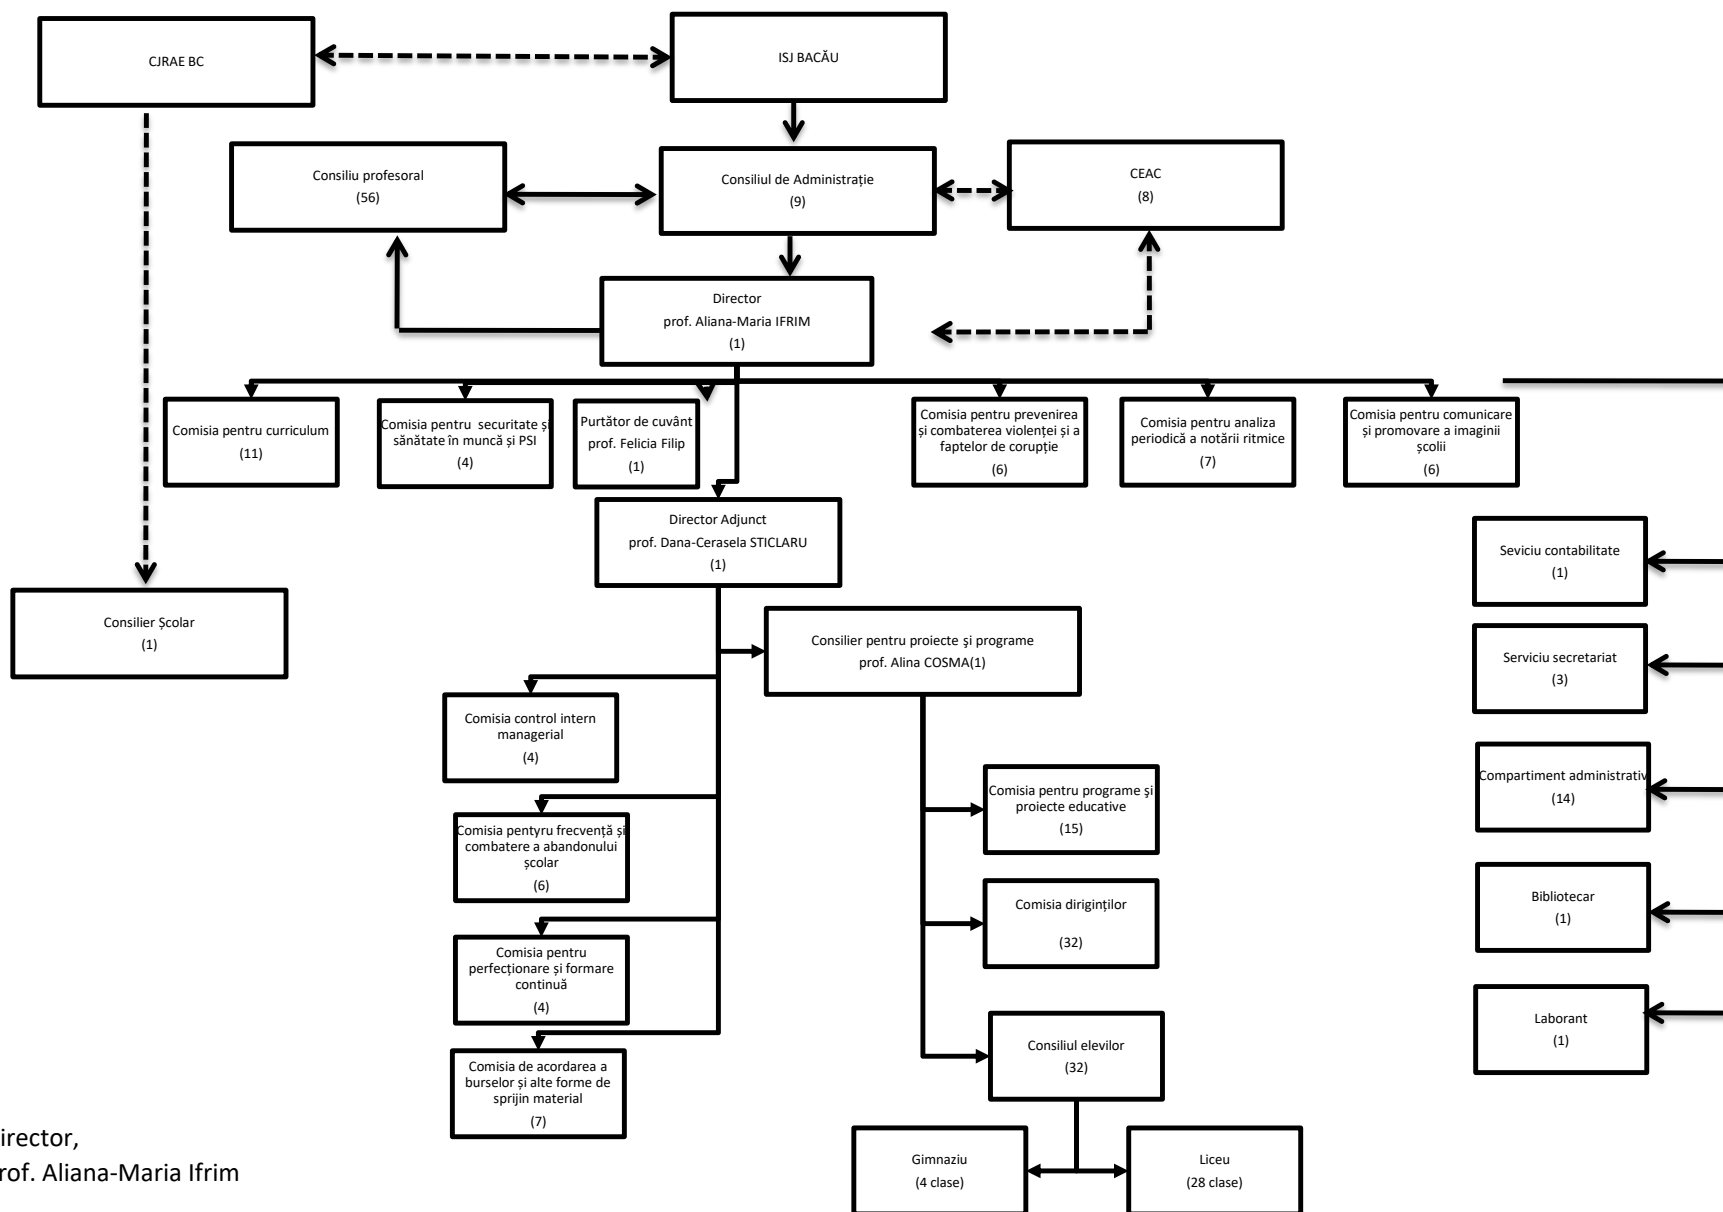 CJRAE BC
ISJ BACĂU
Consiliu profesoral
(56)
Consiliul de Administrație
(9)
CEAC
(8)
Director
prof. Aliana-Maria IFRIM
(1)
Comisia pentru curriculum
(11)
Comisia pentru securitate și
sănătate în muncă și PSI
(4)
Purtător de cuvânt
prof. Felicia Filip
(1)
Comisia pentru prevenirea
și combaterea violenței și a
faptelor de corupție
(6)
Comisia pentru analiza
periodică a notării ritmice
(7)
Comisia pentru comunicare
și promovare a imaginii
școlii
(6)
Director Adjunct
prof. Dana-Cerasela STICLARU
(1)
Seviciu contabilitate
(1)
Consilier Școlar
(1)
Consilier pentru proiecte şi programe
prof. Alina COSMA(1)
Serviciu secretariat
(3)
Comisia control intern
managerial
(4)
Compartiment administrativ
(14)
Comisia pentru programe şi
proiecte educative
(15)
Comisia pentyru frecvență și
combatere a abandonului
școlar
(6)
Comisia diriginților
(32)
Bibliotecar
(1)
Comisia pentru
perfecționare și formare
continuă
(4)
Laborant
(1)
Consiliul elevilor
(32)
Comisia de acordarea a
burselor și alte forme de
sprijin material
(7)
Gimnaziu
(4 clase)
Liceu
(28 clase)
irector,
rof. Aliana-Maria Ifrim